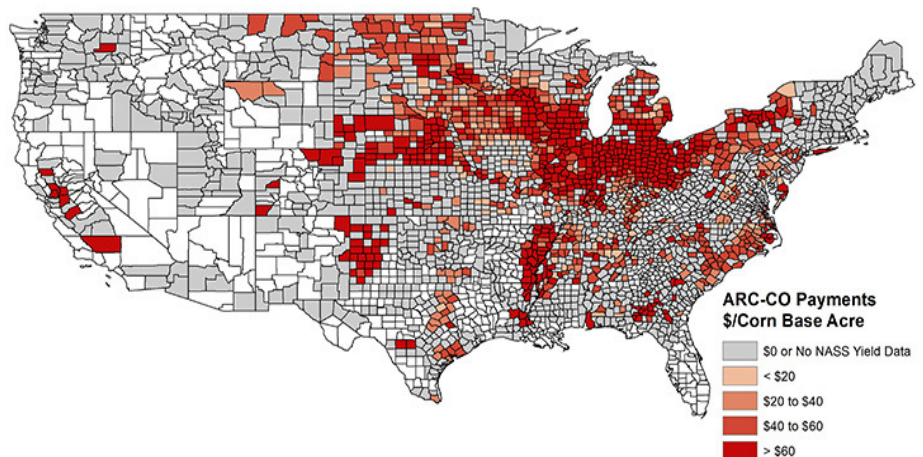 ARC-CO Payments
$/Corn Base Acre
$0 or No NASS Yield Data
< $20
$20 to $40
$40 to $60
> $60